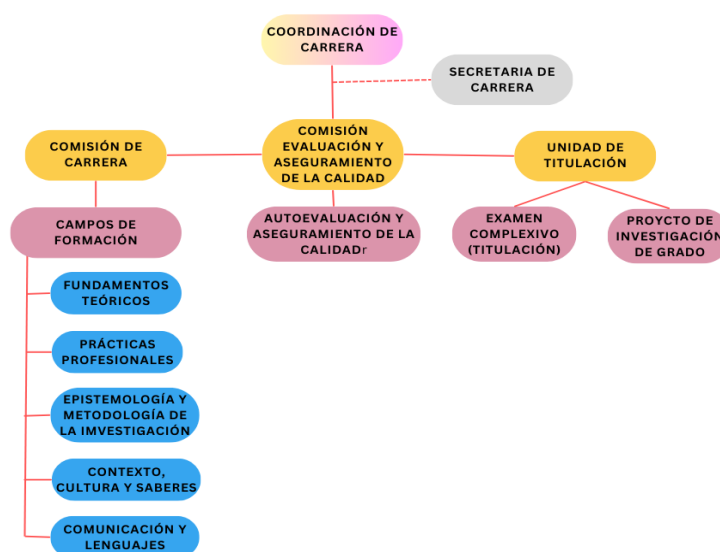 COORDINACIÓN DE
CARRERA
SECRETARIA DE
CARRERA
COMISIÓN DE
CARRERA
COMISIÓN
EVALUACIÓN Y
ASEGURAMIENTO
DE LA CALIDAD
UNIDAD DE
TITULACIÓN
CAMPOS DE
FORMACIÓN
AUTOEVALUACIÓN Y
ASEGURAMIENTO DE LA
CALIDADr
EXAMEN
COMPLEXIVO
(TITULACIÓN)
PROYCTO DE
INVESTIGACIÓN
DE GRADO
FUNDAMENTOS
TEÓRICOS
PRÁCTICAS
PROFESIONALES
EPISTEMOLOGÍA Y
METODOLOGÍA DE
LA IMVESTIGACIÓN
CONTEXTO,
CULTURA Y SABERES
COMUNICACIÓN Y
LENGUAJES